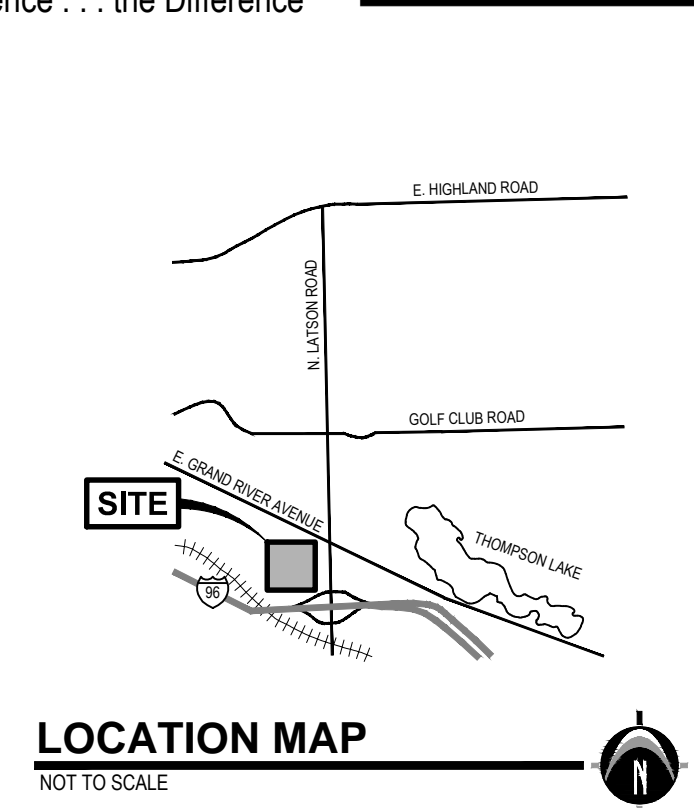 ence . . . the Difference
E. HIGHLAND ROAD
N. LATSON ROAD
GOLF CLUB ROAD
E. GRAND RIVER AVENUE
SITE
THOMPSON LAKE
96
LOCATION MAP
NOT TO SCALE
N